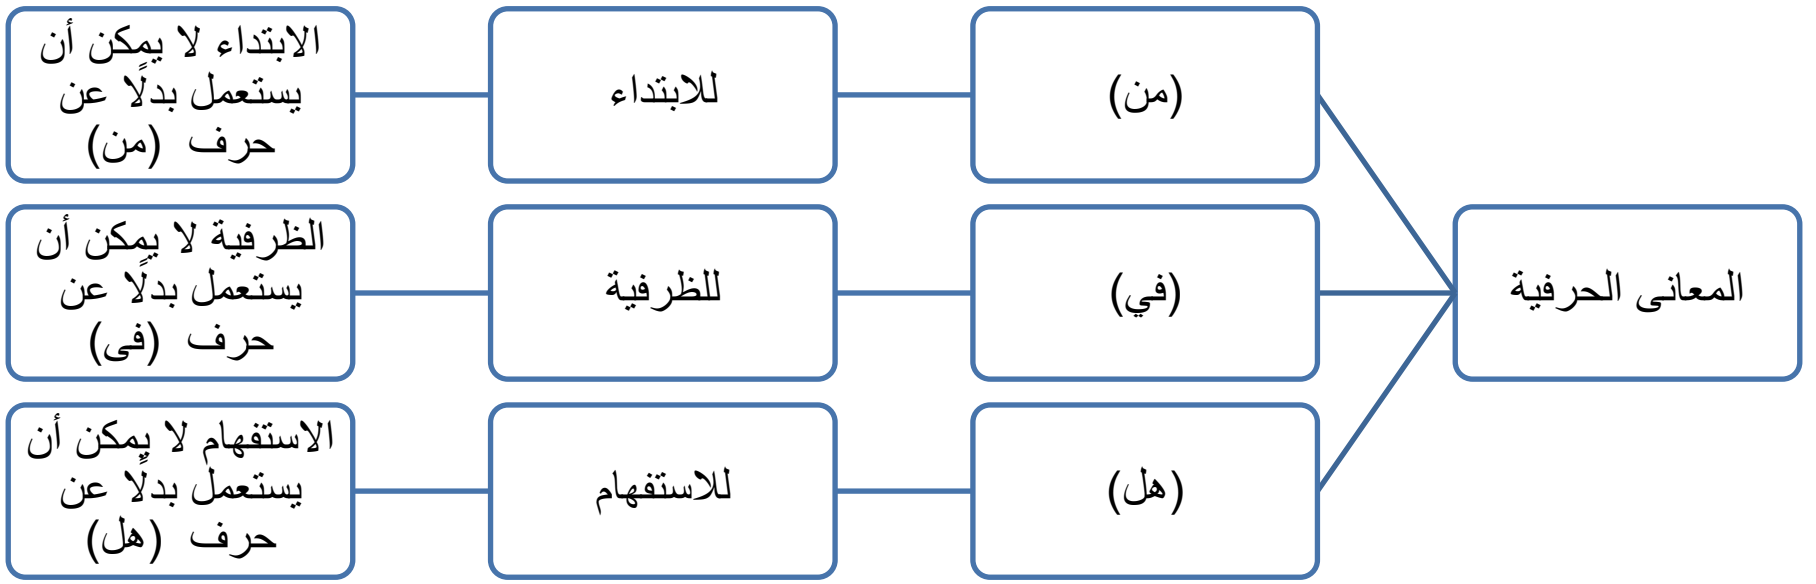 المعانى الحرفية
(من)
للابتداء
الابتداء لا يمكن أن
يستعمل بدلًا عن
حرف (من)
(في)
للظرفية
الظرفية لا يمكن أن
يستعمل بدلًا عن
حرف (فى)
(هل)
للاستفهام
الاستفهام لا يمكن أن
يستعمل بدلًا عن
حرف (هل)